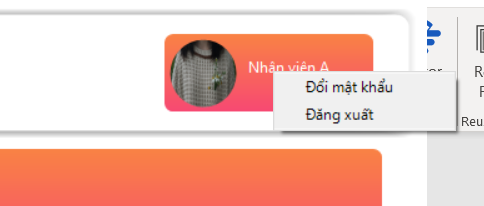 Nhân viên A
Đổi mật khẩu
Đăng xuất